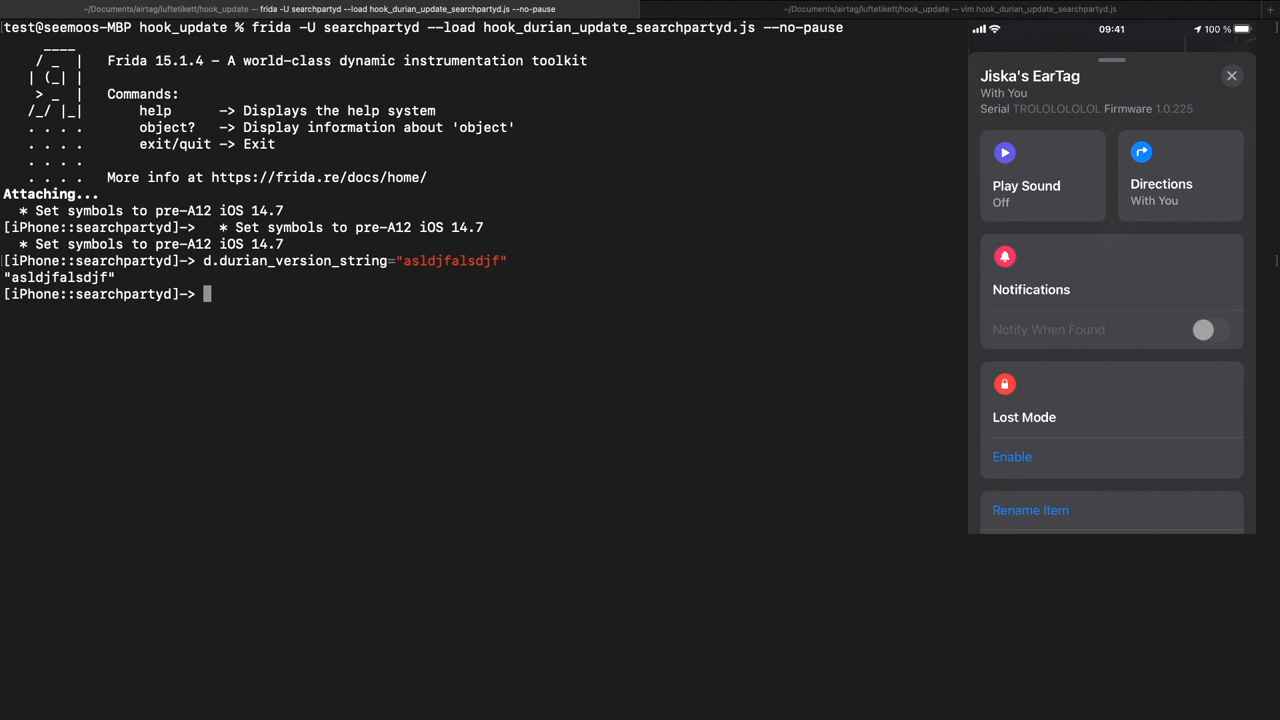 ~/Documents/airtag/luftetikett/hook_update — frida -U searchpartyd --load hook_durian_update_searchpartyd.js --no-pause
~/Documents/airtag/luftetikett/hook_update — vim hook_durian_update_searchpartyd.js
+
[test@seemoos-MBP hook_update % frida -U searchpartyd --load hook_durian_update_searchpartyd.js --no-pause
     ____
    / _  |   Frida 15.1.4 - A world-class dynamic instrumentation toolkit
   | (_| |
    > _  |   Commands:
   /_/ |_|       help      -> Displays the help system
   . . . .       object?   -> Display information about 'object'
   . . . .       exit/quit -> Exit
   . . . .
   . . . .   More info at https://frida.re/docs/home/
Attaching...
  * Set symbols to pre-A12 iOS 14.7
[iPhone::searchpartyd]->   * Set symbols to pre-A12 iOS 14.7
  * Set symbols to pre-A12 iOS 14.7
[iPhone::searchpartyd]-> d.durian_version_string="asldjfalsdjf"
"asldjfalsdjf"
[iPhone::searchpartyd]->
09:41
100 %
Jiska's EarTag
With You
Serial TROLOLOLOLOL Firmware 1.0.225
Play Sound
Off
Directions
With You
Notifications
Notify When Found
Lost Mode
Enable
Rename Item